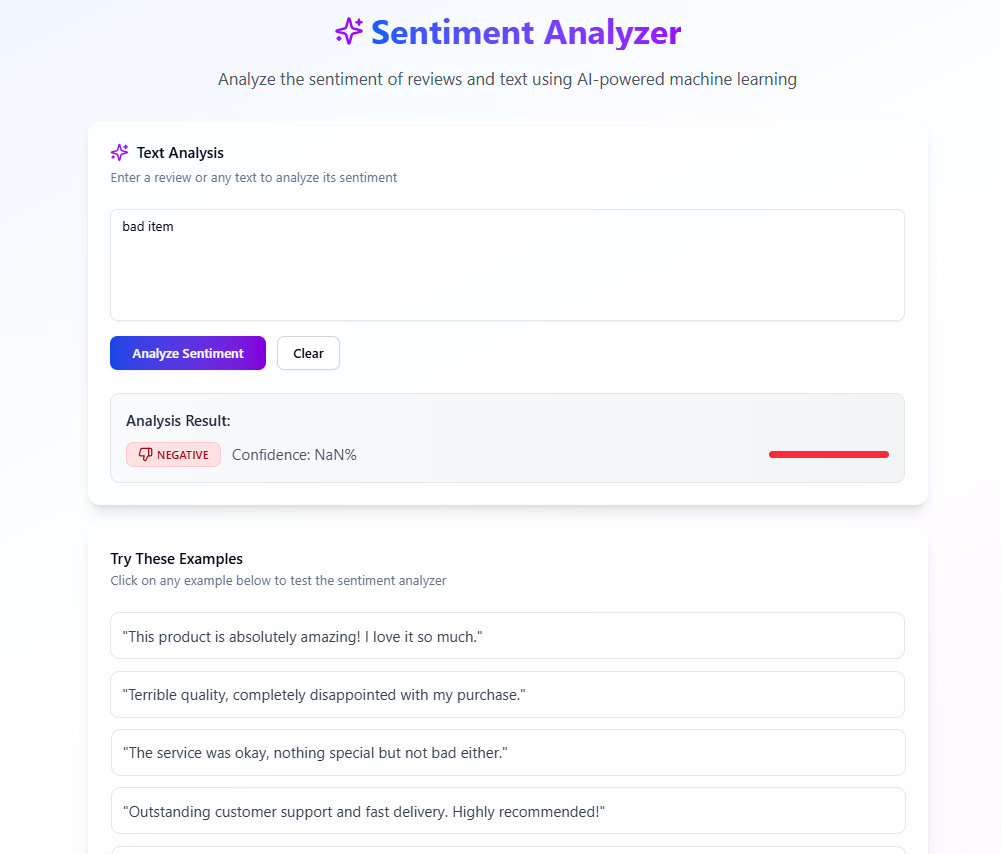 Sentiment Analyzer
Analyze the sentiment of reviews and text using AI-powered machine learning
Text Analysis
Enter a review or any text to analyze its sentiment
bad item
Analyze Sentiment
Clear
Analysis Result:
NEGATIVE
Confidence: NaN%
Try These Examples
Click on any example below to test the sentiment analyzer
"This product is absolutely amazing! I love it so much."
"Terrible quality, completely disappointed with my purchase."
"The service was okay, nothing special but not bad either."
"Outstanding customer support and fast delivery. Highly recommended!"